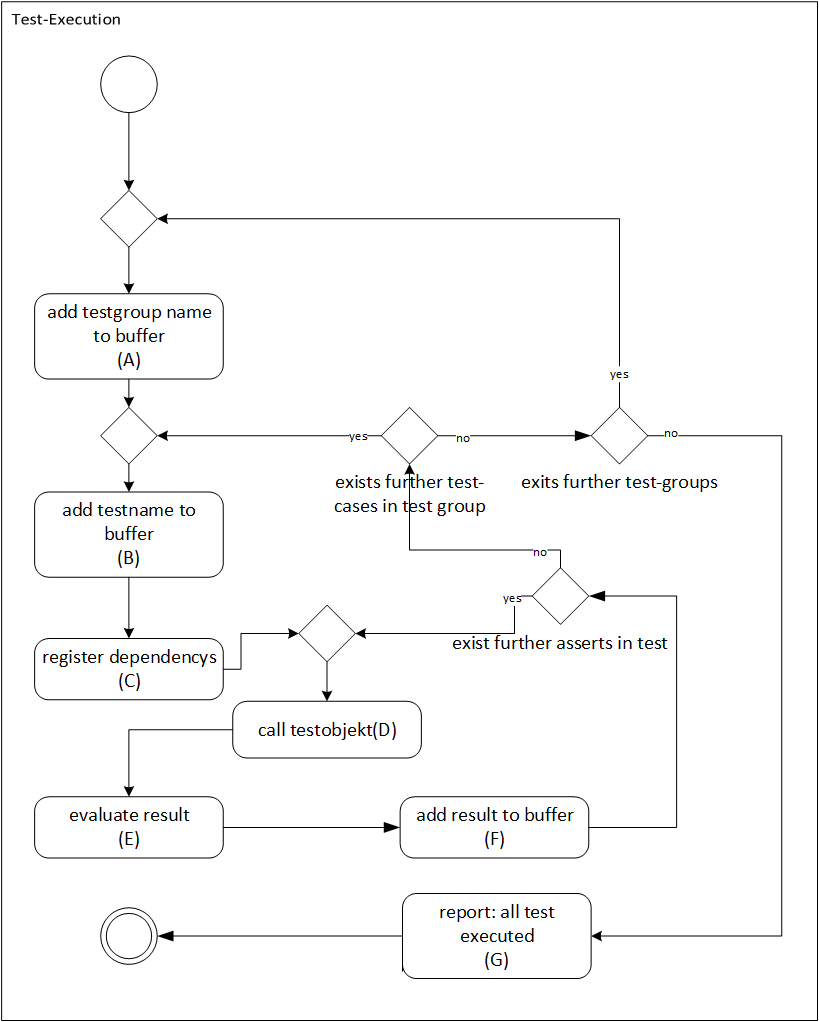 Test-Execution
add testgroup name
to buffer
(A)
yes
yes
no
no
exists further test-
cases in test group
exits further test-groups
add testname to
buffer
(B)
no
yes
exist further asserts in test
register dependencys
(C)
call testobjekt(D)
evaluate result
(E)
add result to buffer
(F)
report: all test
executed
(G)